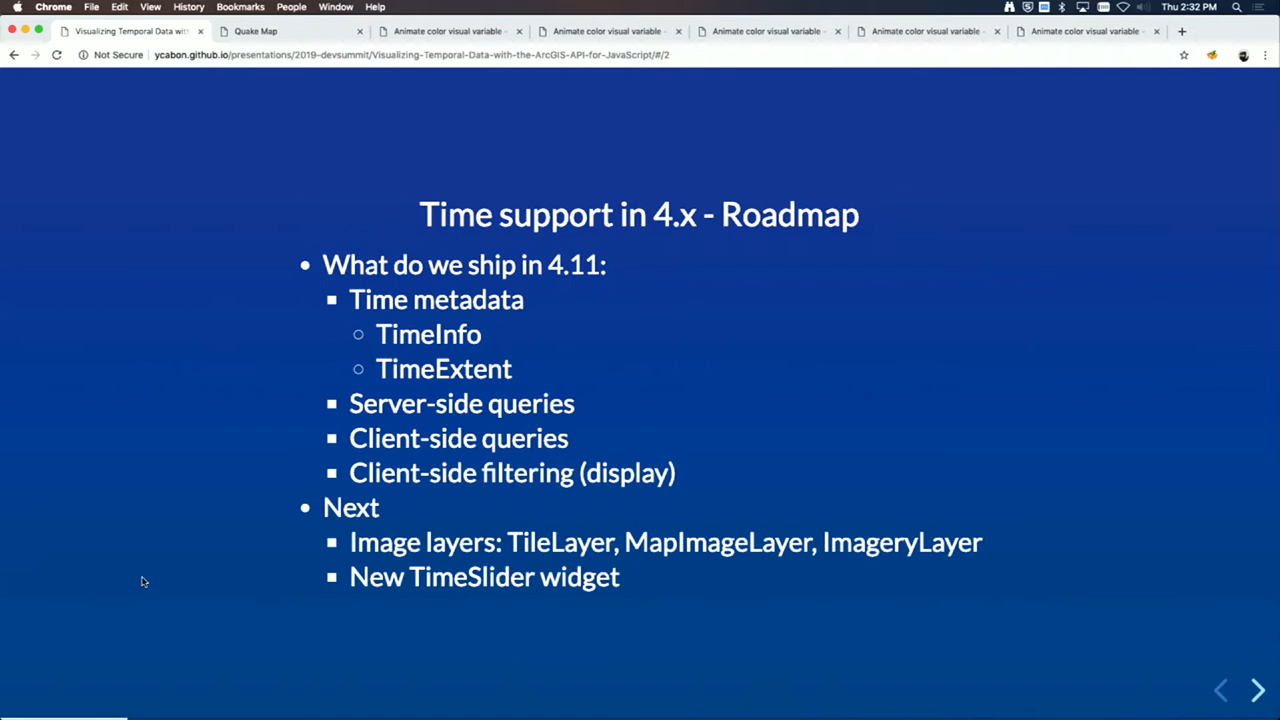 Chrome File Edit View History Bookmarks People Window Help Thu 2:32 PM
Visualizing Temporal Data with Quake Map Animate color visual variable - Animate color visual variable - Animate color visual variable - Animate color visual variable - Animate color visual variable -
Not Secure ycabon.github.io/presentations/2019-devsummit/Visualizing-Temporal-Data-with-the-ArcGIS-API-for-JavaScript/#/2
Time support in 4.x - Roadmap
What do we ship in 4.11:
Time metadata
TimeInfo
TimeExtent
Server-side queries
Client-side queries
Client-side filtering (display)
Next
Image layers: TileLayer, MapImageLayer, ImageryLayer
New TimeSlider widget